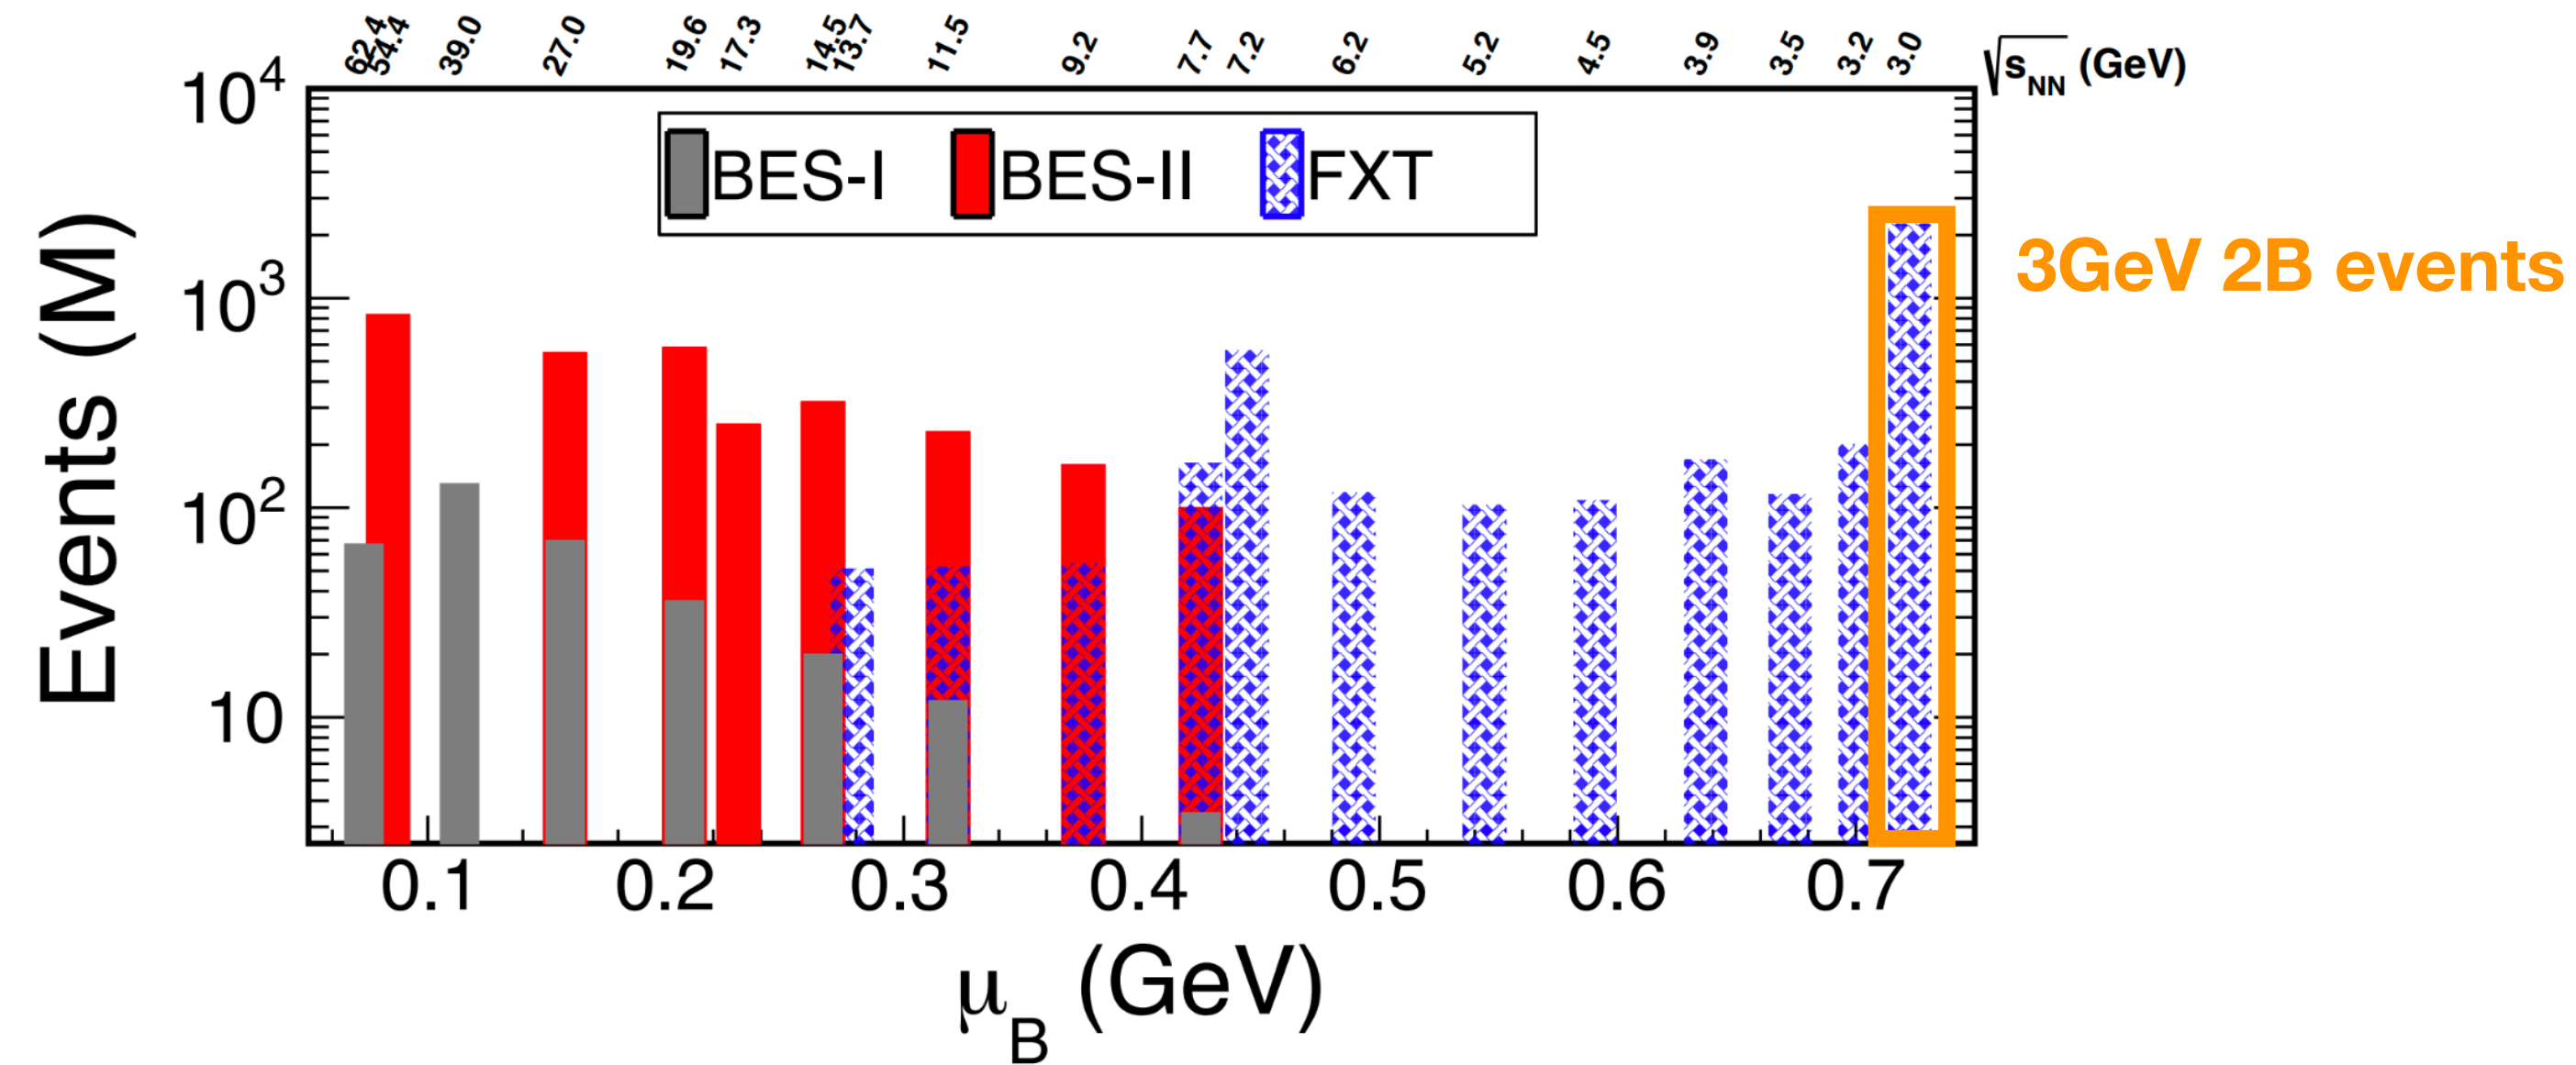 62.4 54.4 39.0 27.0 19.6 17.3 14.5 13.7 11.5 9.2 7.7 7.2 6.2 5.2 4.5 3.9 3.5 3.2 3.0 √sNN (GeV)
10⁴
BES-I BES-II FXT
3GeV 2B events
10³
10²
10
Events (M)
0.1 0.2 0.3 0.4 0.5 0.6 0.7
μB (GeV)